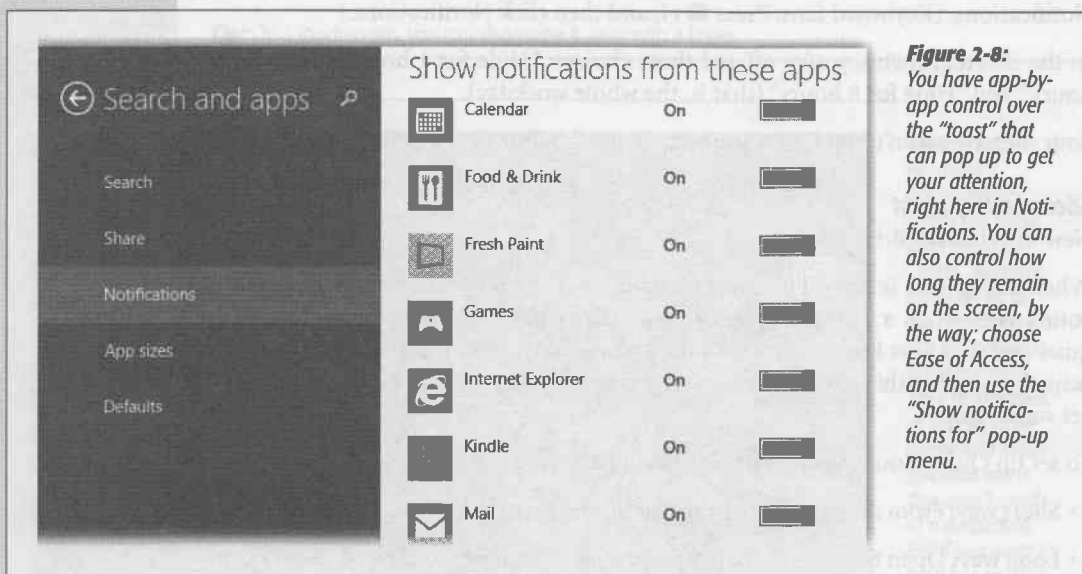 Search and apps
Search
Share
Notifications
App sizes
Defaults
Show notifications from these apps
Calendar On
Food & Drink On
Fresh Paint On
Games On
Internet Explorer On
Kindle On
Mail On
Figure 2-8:
You have app-by-
app control over
the "toast" that
can pop up to get
your attention,
right here in Noti-
fications. You can
also control how
long they remain
on the screen, by
the way; choose
Ease of Access,
and then use the
"Show notifica-
tions for" pop-up
menu.